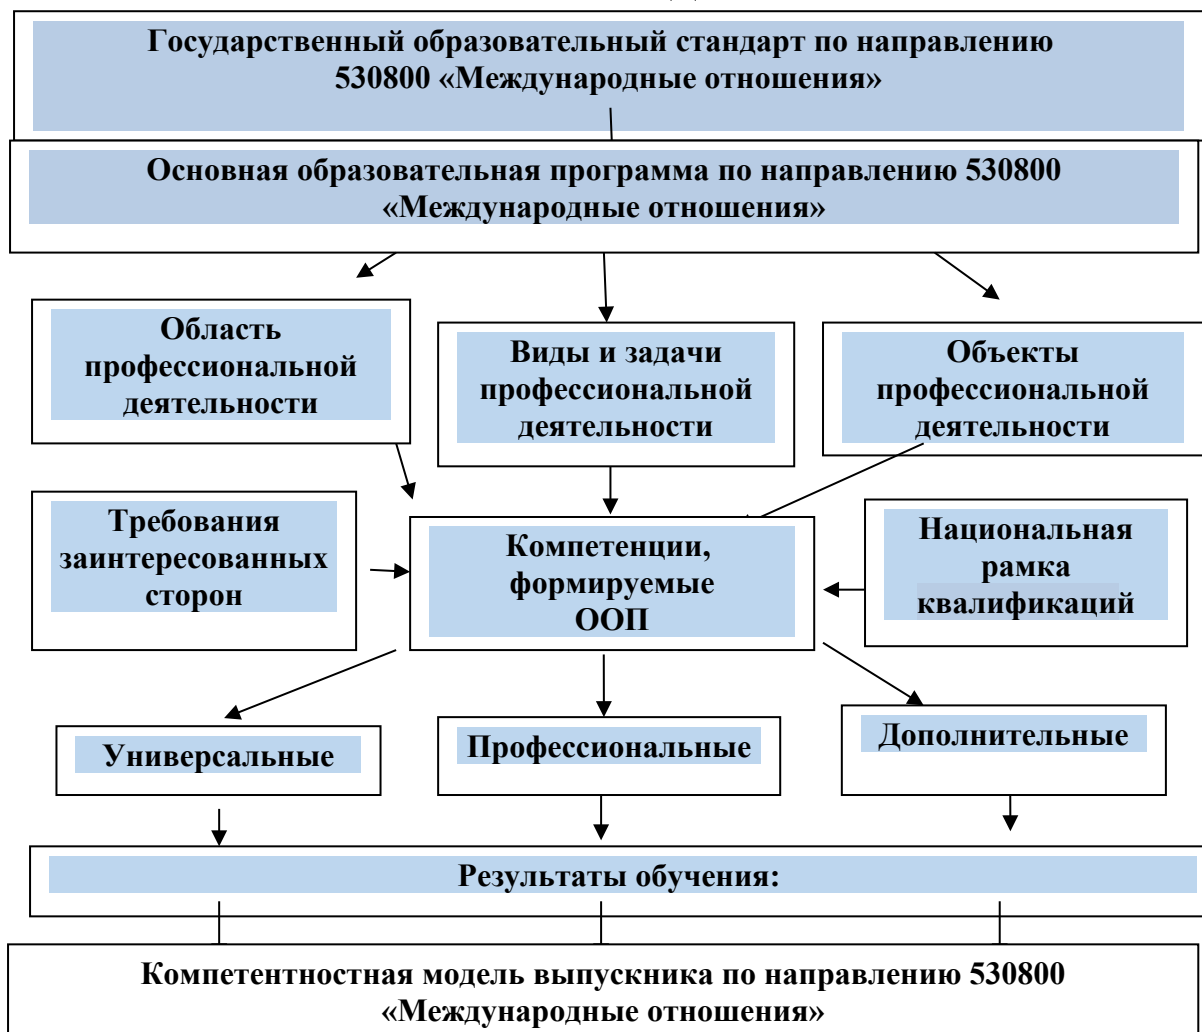 Государственный образовательный стандарт по направлению
530800 «Международные отношения»
Основная образовательная программа по направлению 530800
«Международные отношения»
Область
профессиональной
деятельности
Виды и задачи
профессиональной
деятельности
Объекты
профессиональной
деятельности
Требования
заинтересованных
сторон
Компетенции,
формируемые
ООП
Национальная
рамка
квалификаций
Универсальные
Профессиональные
Дополнительные
Результаты обучения:
Компетентностная модель выпускника по направлению 530800
«Международные отношения»